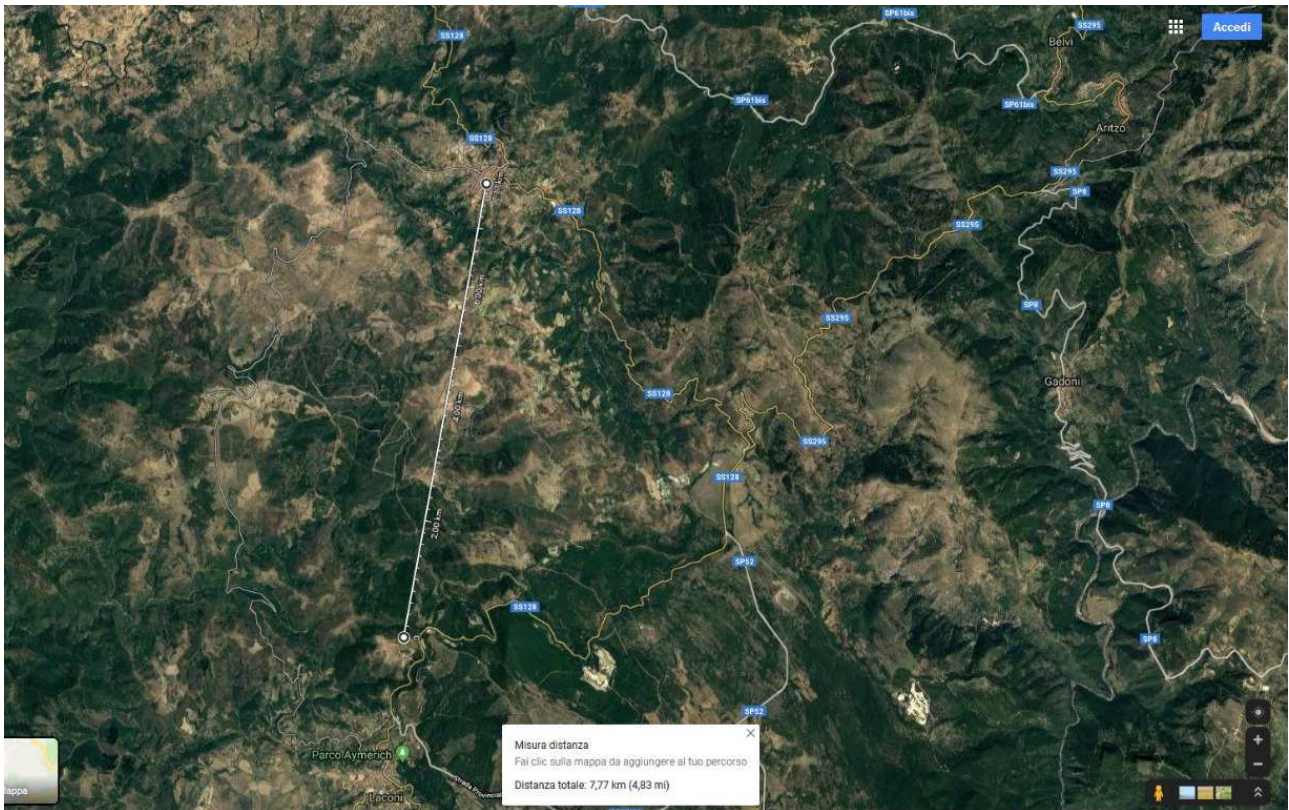 SP61bis
SS128
SS295
Accedi
Belvì
SP61bis
SP61bis
Aritzo
SS128
SS295
SP8
SS128
SS295
6,00 km
SP8
SS295
Gadoni
SS128
4,00 km
SS295
SS128
SP8
2,00 km
SP52
SS128
SP8
SP52
Misura distanza
Fai clic sulla mappa da aggiungere al tuo percorso
Distanza totale: 7,77 km (4,83 mi)
Parco Aymerich
Laconi